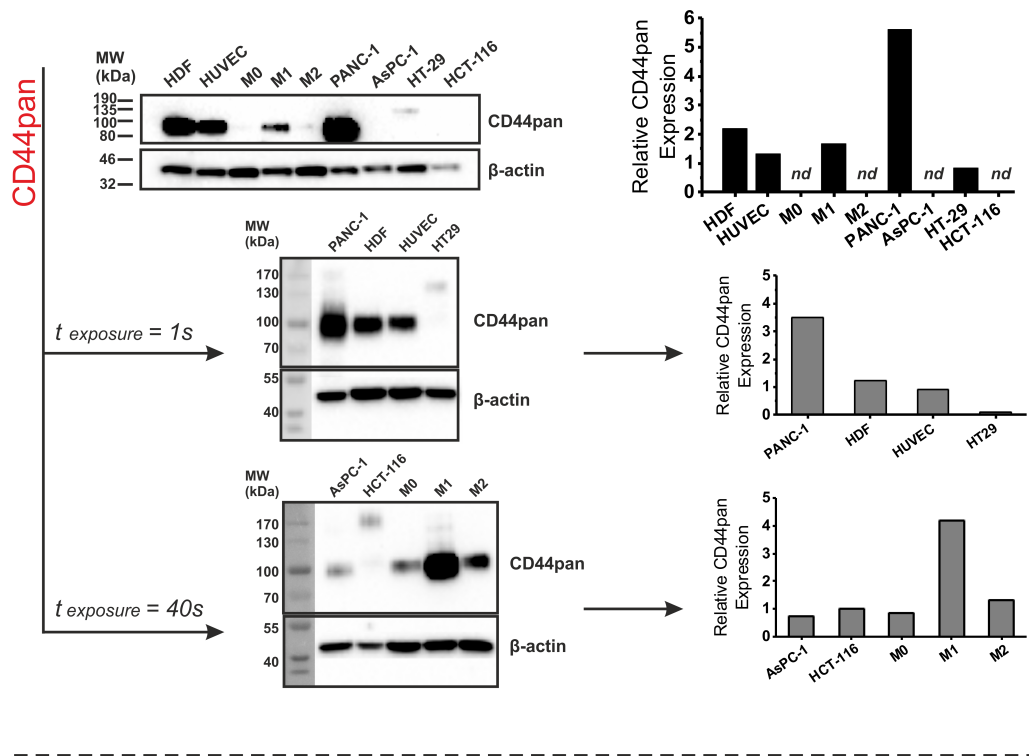 CD44pan
MW
(kDa)
HDF
HUVEC
M0
M1
M2
PANC-1
AsPC-1
HT-29
HCT-116
190
135
100
80
46
32
CD44pan
β-actin
Relative CD44pan
Expression
6
5
4
3
2
1
0
nd
nd
nd
nd
HDF
HUVEC
M0
M1
M2
PANC-1
AsPC-1
HT-29
HCT-116
t exposure = 1s
MW
(kDa)
PANC-1
HDF
HUVEC
HT29
170
130
100
70
55
40
CD44pan
β-actin
Relative CD44pan
Expression
5
4
3
2
1
0
PANC-1
HDF
HUVEC
HT29
t exposure = 40s
MW
(kDa)
AsPC-1
HCT-116
M0
M1
M2
170
130
100
70
55
40
CD44pan
β-actin
Relative CD44pan
Expression
5
4
3
2
1
0
AsPC-1
HCT-116
M0
M1
M2